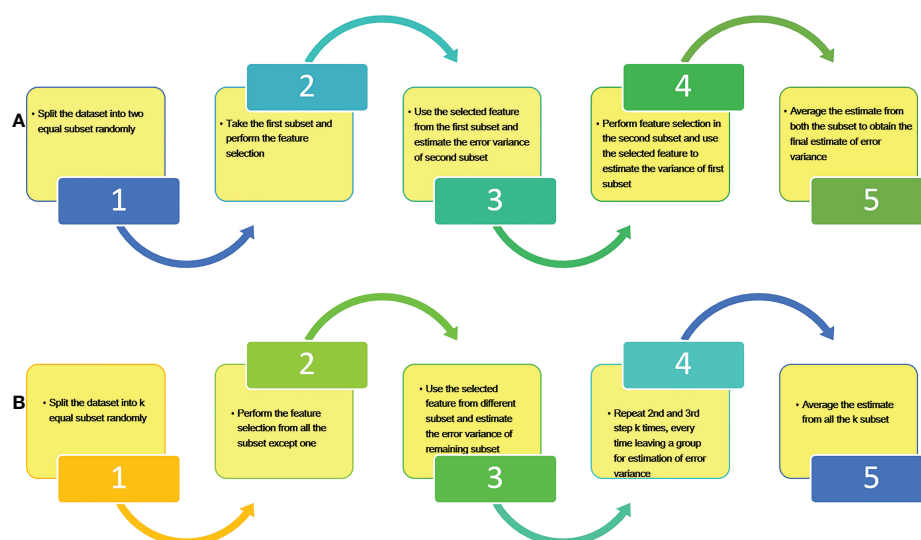 A
• Split the dataset into two
equal subset randomly
1
2
• Take the first subset and
perform the feature
selection
• Use the selected feature
from the first subset and
estimate the error variance
of second subset
3
4
• Perform feature selection in
the second subset and use
the selected feature to
estimate the variance of first
subset
• Average the estimate from
both the subset to obtain the
final estimate of error
variance
5
B
• Split the dataset into k
equal subset randomly
1
2
• Perform the feature
selection from all the
subset except one
• Use the selected
feature from different
subset and estimate
the error variance of
remaining subset
3
4
• Repeat 2nd and 3rd
step k times, every
time leaving a group
for estimation of error
variance
• Average the estimate
from all the k subset
5